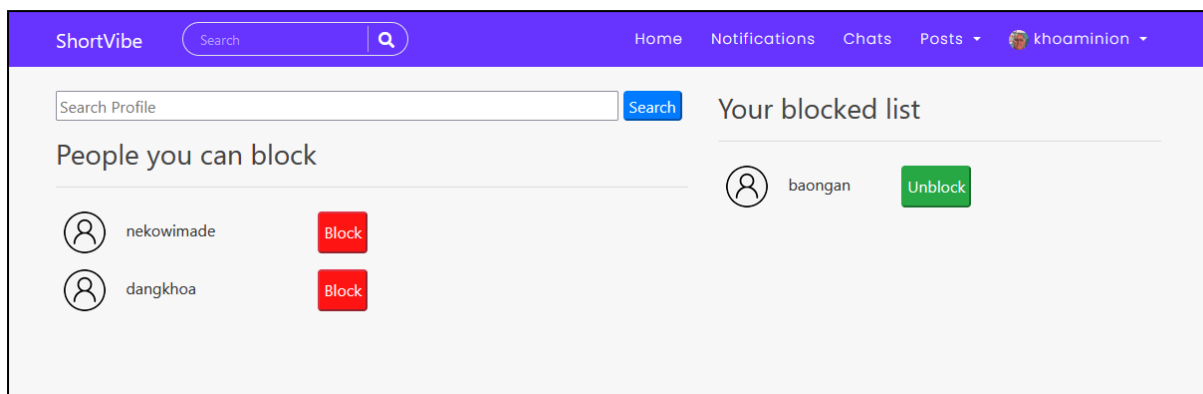 ShortVibe Search Home Notifications Chats Posts khoaminion
Search Profile Search
People you can block
nekowimade Block
dangkhoa Block
Your blocked list
baongan Unblock